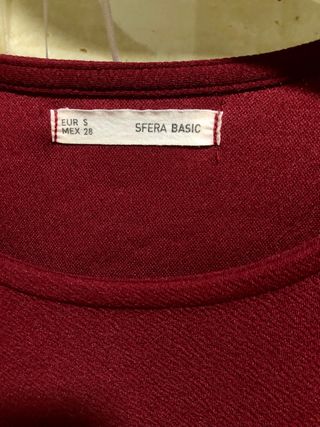 EUR S
MEX 28
SFERA BASIC